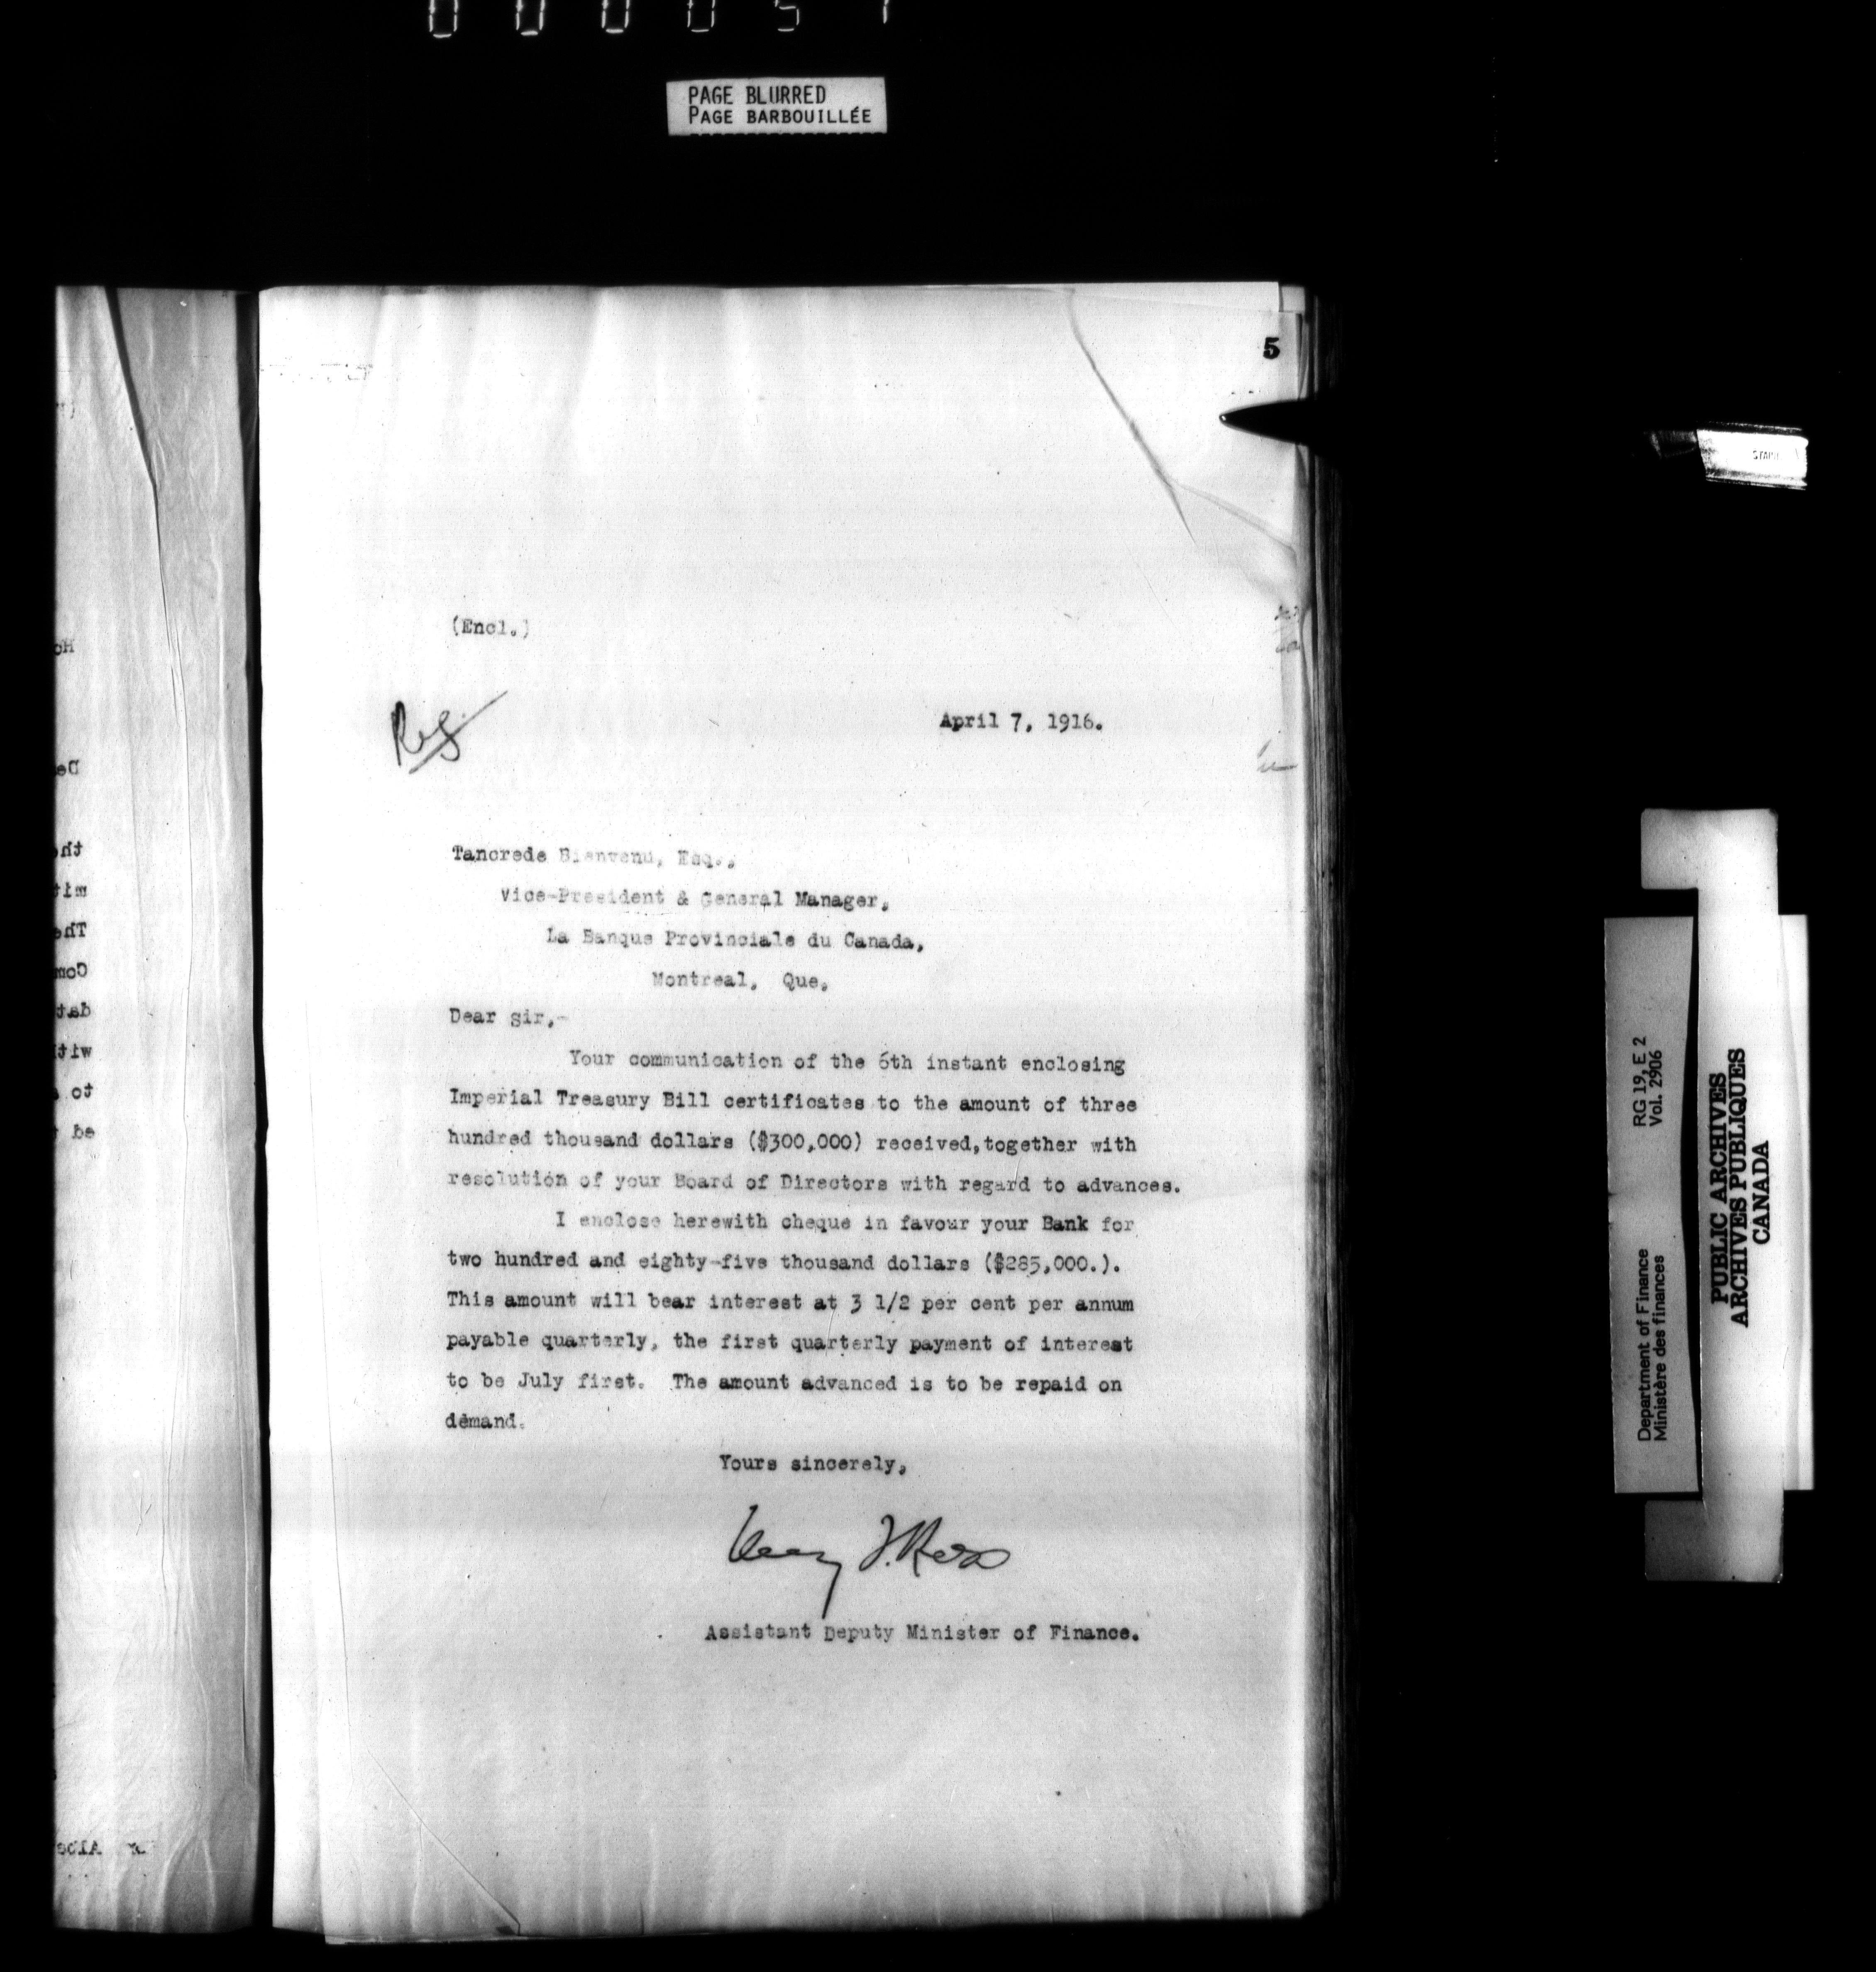 PAGE BLURRED
PAGE BARBOUILLÉE
5
(Encl.)
Reg.
April 7, 1916.
Tancrede Bienvenu, Esq.,
Vice-President & General Manager,
La Banque Provinciale du Canada,
Montreal, Que.
Dear Sir,-
Your communication of the 6th instant enclosing
Imperial Treasury Bill certificates to the amount of three
hundred thousand dollars ($300,000) received, together with
resolution of your Board of Directors with regard to advances.
I enclose herewith cheque in favour your Bank for
two hundred and eighty-five thousand dollars ($285,000.).
This amount will bear interest at 3 1/2 per cent per annum
payable quarterly, the first quarterly payment of interest
to be July first. The amount advanced is to be repaid on
demand.
Yours sincerely,
Assistant Deputy Minister of Finance.
RG 19, E 2
Vol. 2906
Department of Finance
Ministère des finances
PUBLIC ARCHIVES
ARCHIVES PUBLIQUES
CANADA